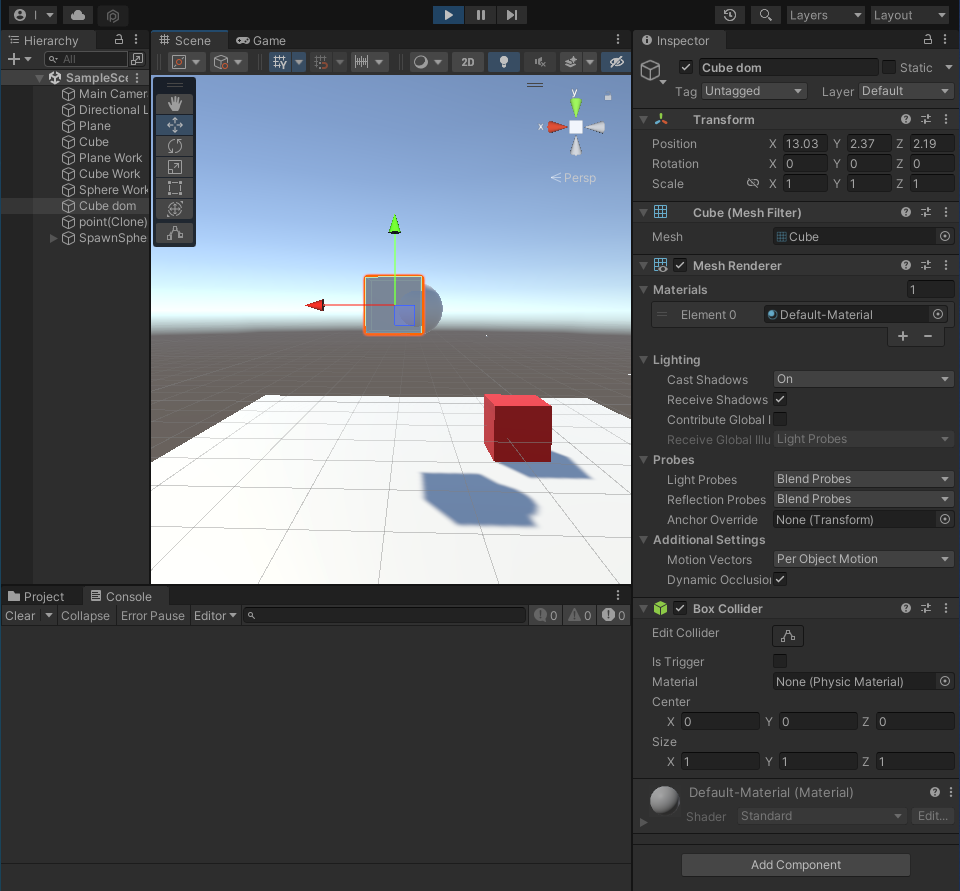 Layers
Layout
Hierarchy
All
SampleSce
Main Camer
Directional L
Plane
Cube
Plane Work
Cube Work
Sphere Work
Cube dom
point(Clone)
SpawnSphe
Scene
Game
2D
y
x
Persp
Inspector
Cube dom
Static
Tag Untagged Layer Default
Transform
Position X 13.03 Y 2.37 Z 2.19
Rotation X 0 Y 0 Z 0
Scale X 1 Y 1 Z 1
Cube (Mesh Filter)
Mesh Cube
Mesh Renderer
Materials 1
Element 0 Default-Material
Lighting
Cast Shadows On
Receive Shadows
Contribute Global I
Receive Global Illu Light Probes
Probes
Light Probes Blend Probes
Reflection Probes Blend Probes
Anchor Override None (Transform)
Additional Settings
Motion Vectors Per Object Motion
Dynamic Occlusion
Box Collider
Edit Collider
Is Trigger
Material None (Physic Material)
Center
X 0 Y 0 Z 0
Size
X 1 Y 1 Z 1
Default-Material (Material)
Shader Standard Edit...
Add Component
Project
Console
Clear Collapse Error Pause Editor 0 0 0